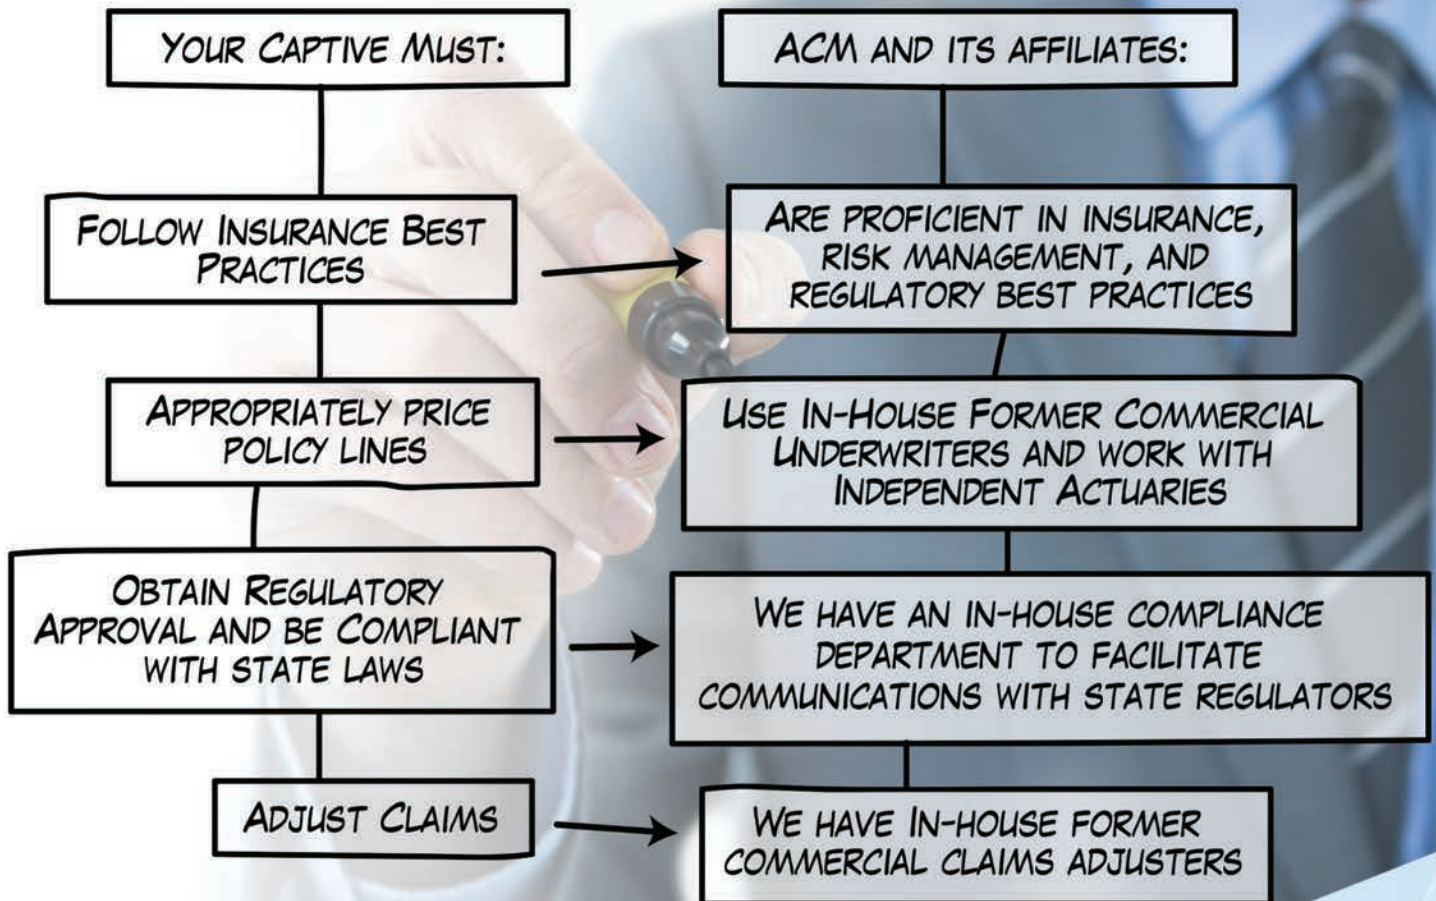 YOUR CAPTIVE MUST:
FOLLOW INSURANCE BEST
PRACTICES
APPROPRIATELY PRICE
POLICY LINES
OBTAIN REGULATORY
APPROVAL AND BE COMPLIANT
WITH STATE LAWS
ADJUST CLAIMS
ACM AND ITS AFFILIATES:
ARE PROFICIENT IN INSURANCE,
RISK MANAGEMENT, AND
REGULATORY BEST PRACTICES
USE IN-HOUSE FORMER COMMERCIAL
UNDERWRITERS AND WORK WITH
INDEPENDENT ACTUARIES
WE HAVE AN IN-HOUSE COMPLIANCE
DEPARTMENT TO FACILITATE
COMMUNICATIONS WITH STATE REGULATORS
WE HAVE IN-HOUSE FORMER
COMMERCIAL CLAIMS ADJUSTERS